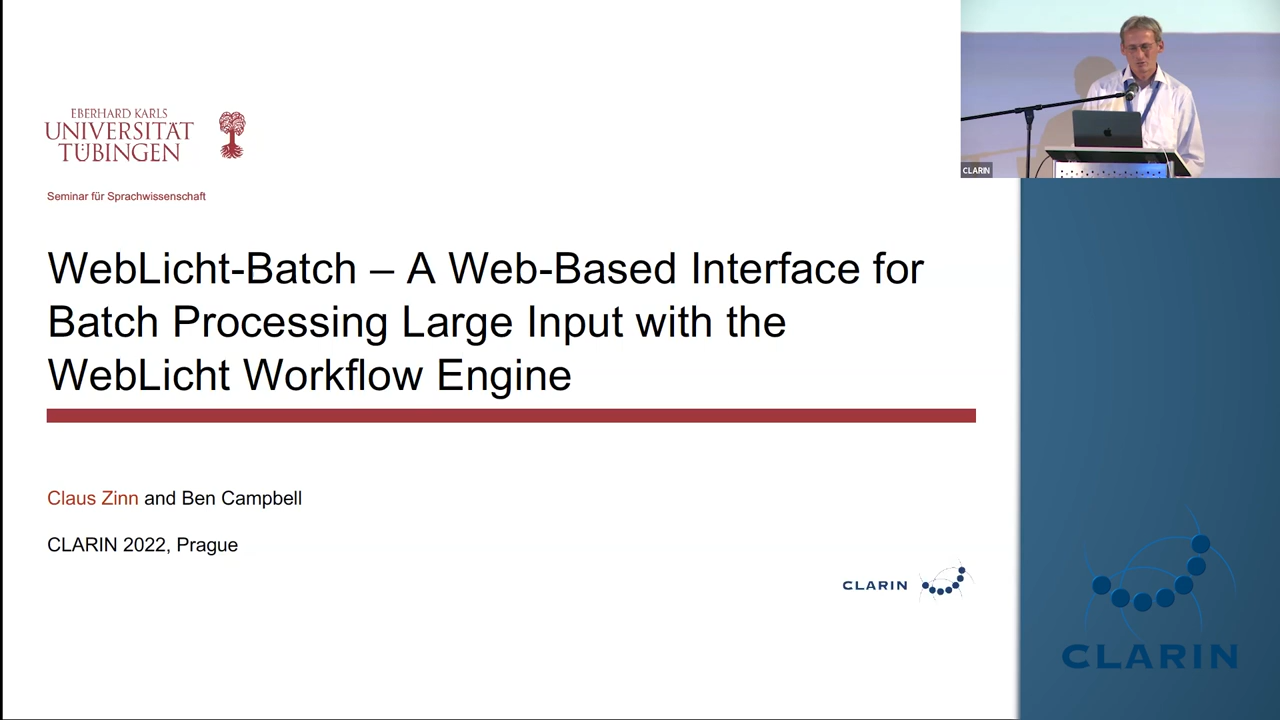 EBERHARD KARLS
UNIVERSITÄT
TÜBINGEN
Seminar für Sprachwissenschaft
WebLicht-Batch – A Web-Based Interface for
Batch Processing Large Input with the
WebLicht Workflow Engine
Claus Zinn and Ben Campbell
CLARIN 2022, Prague
CLARIN
CLARIN
CLARIN